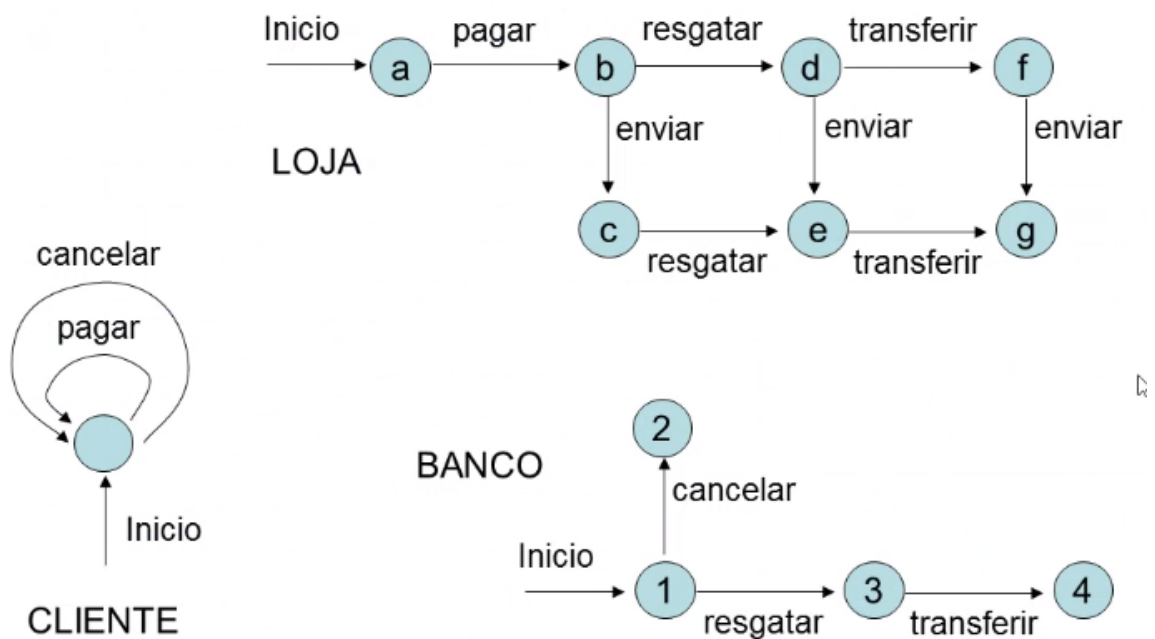 Inicio
pagar
resgatar
transferir
a
b
d
f
enviar
enviar
enviar
LOJA
c
e
g
resgatar
transferir
cancelar
pagar
Inicio
CLIENTE
BANCO
2
cancelar
Inicio
1
3
4
resgatar
transferir